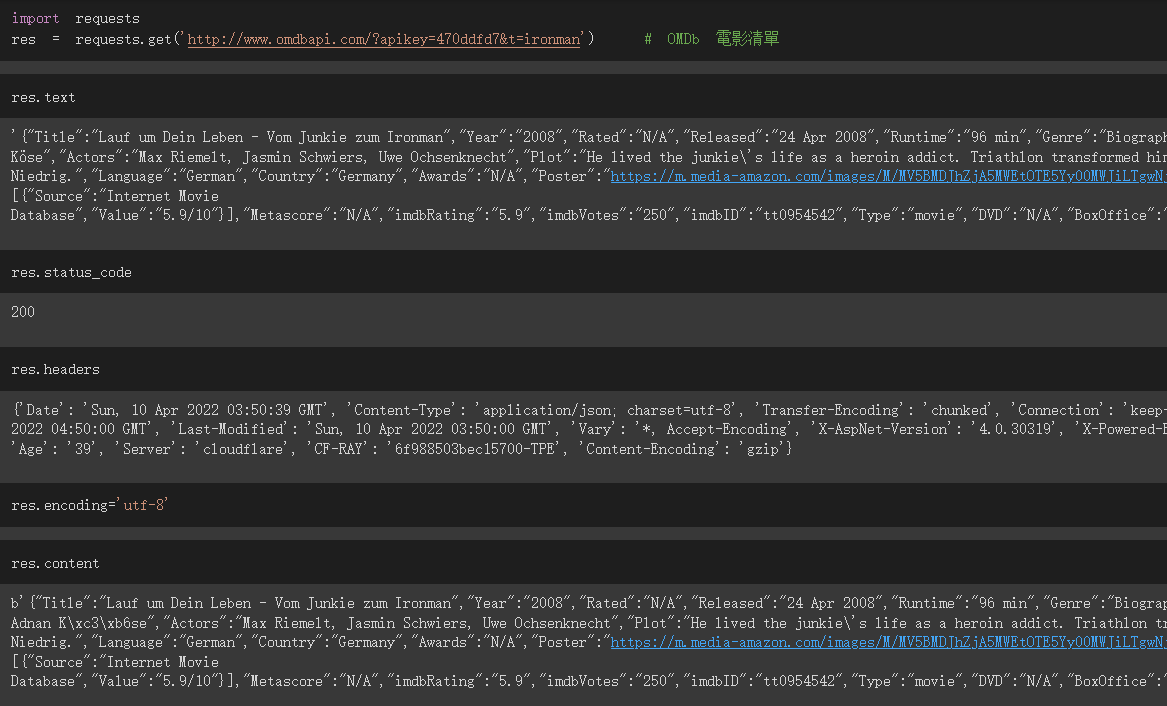 import requests
res = requests.get('http://www.omdbapi.com/?apikey=470ddfd7&t=ironman') # OMDb 電影清單
res.text
'{"Title":"Lauf um Dein Leben - Vom Junkie zum Ironman","Year":"2008","Rated":"N/A","Released":"24 Apr 2008","Runtime":"96 min","Genre":"Biograph
Köse","Actors":"Max Riemelt, Jasmin Schwiers, Uwe Ochsenknecht","Plot":"He lived the junkie\'s life as a heroin addict. Triathlon transformed him
Niedrig.","Language":"German","Country":"Germany","Awards":"N/A","Poster":"https://m.media-amazon.com/images/M/MV5BMDJhZjA5MWEtOTE5Yy00MWJiLTgwNj
[{"Source":"Internet Movie
Database","Value":"5.9/10"}],"Metascore":"N/A","imdbRating":"5.9","imdbVotes":"250","imdbID":"tt0954542","Type":"movie","DVD":"N/A","BoxOffice":"
res.status_code
200
res.headers
{'Date': 'Sun, 10 Apr 2022 03:50:39 GMT', 'Content-Type': 'application/json; charset=utf-8', 'Transfer-Encoding': 'chunked', 'Connection': 'keep-
2022 04:50:00 GMT', 'Last-Modified': 'Sun, 10 Apr 2022 03:50:00 GMT', 'Vary': '*, Accept-Encoding', 'X-AspNet-Version': '4.0.30319', 'X-Powered-B
'Age': '39', 'Server': 'cloudflare', 'CF-RAY': '6f988503bec15700-TPE', 'Content-Encoding': 'gzip'}
res.encoding='utf-8'
res.content
b'{"Title":"Lauf um Dein Leben - Vom Junkie zum Ironman","Year":"2008","Rated":"N/A","Released":"24 Apr 2008","Runtime":"96 min","Genre":"Biograp
Adnan K\xc3\xb6se","Actors":"Max Riemelt, Jasmin Schwiers, Uwe Ochsenknecht","Plot":"He lived the junkie\'s life as a heroin addict. Triathlon tr
Niedrig.","Language":"German","Country":"Germany","Awards":"N/A","Poster":"https://m.media-amazon.com/images/M/MV5BMDJhZjA5MWEtOTE5Yy00MWJiLTgwNj
[{"Source":"Internet Movie
Database","Value":"5.9/10"}],"Metascore":"N/A","imdbRating":"5.9","imdbVotes":"250","imdbID":"tt0954542","Type":"movie","DVD":"N/A","BoxOffice":"